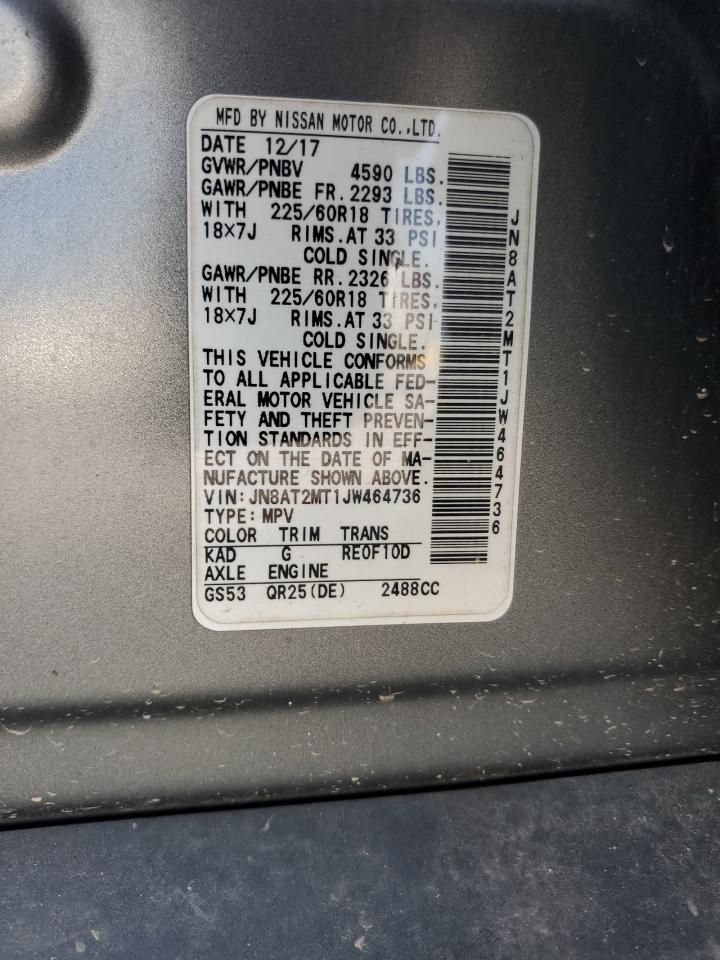 MFD BY NISSAN MOTOR CO.,LTD.
DATE 12/17
GVWR/PNBV 4590 LBS.
GAWR/PNBE FR. 2293 LBS.
WITH 225/60R18 TIRES,
18×7J RIMS.AT 33 PSI
COLD SINGLE.
GAWR/PNBE RR. 2326 LBS.
WITH 225/60R18 TIRES,
18×7J RIMS.AT 33 PSI
COLD SINGLE.
THIS VEHICLE CONFORMS
TO ALL APPLICABLE FED-
ERAL MOTOR VEHICLE SA-
FETY AND THEFT PREVEN-
TION STANDARDS IN EFF-
ECT ON THE DATE OF MA-
NUFACTURE SHOWN ABOVE.
VIN:JN8AT2MT1JW464736
TYPE:MPV
COLOR TRIM TRANS
KAD G RE0F10D
AXLE ENGINE
GS53 QR25(DE) 2488CC
JN8AT2MT1JW464736